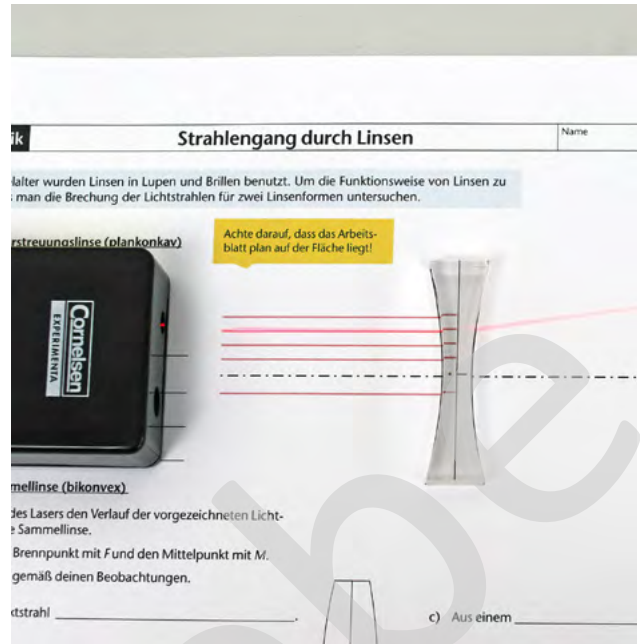 ik
Strahlengang durch Linsen
Name
lalter wurden Linsen in Lupen und Brillen benutzt. Um die Funktionsweise von Linsen zu
man die Brechung der Lichtstrahlen für zwei Linsenformen untersuchen.
rstreuungslinse (plankonkav)
Achte darauf, dass das Arbeits-
blatt plan auf der Fläche liegt!
Cornelsen
EXPERIMENTA
mellinse (bikonvex)
des Lasers den Verlauf der vorgezeichneten Licht-
e Sammellinse.
Brennpunkt mit F und den Mittelpunkt mit M.
gemäß deinen Beobachtungen.
ktstrahl
c) Aus einem